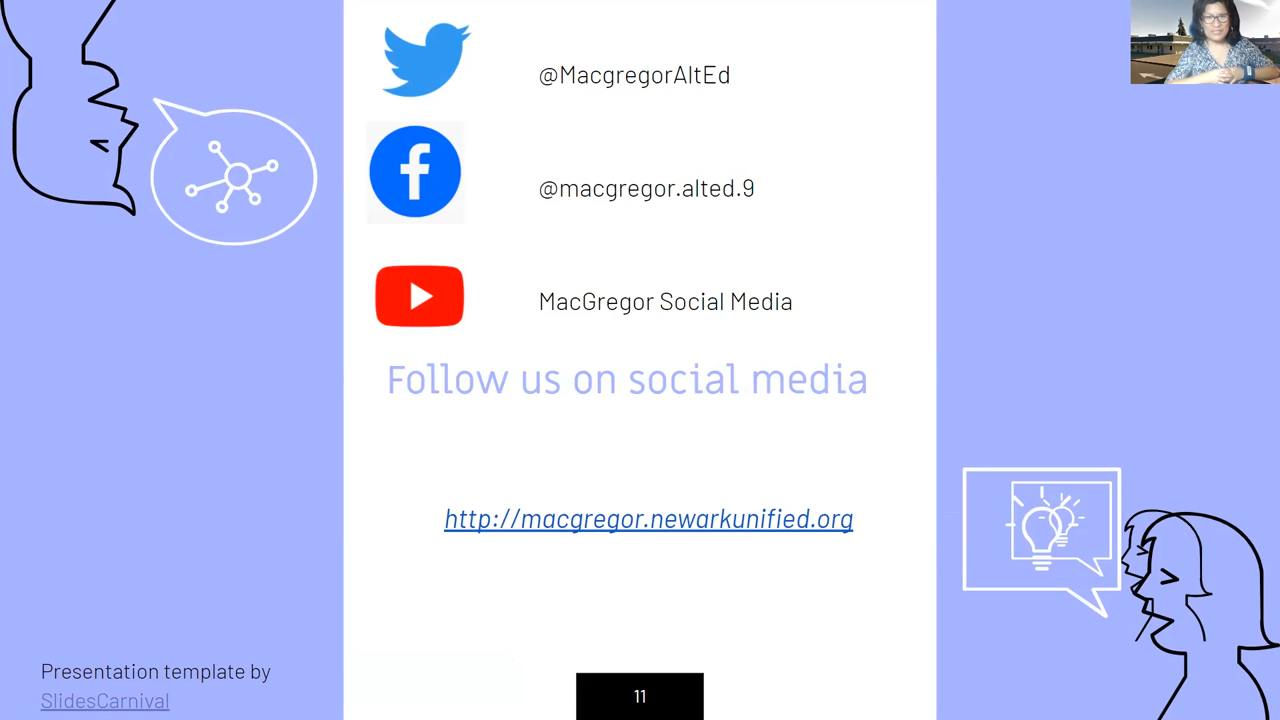 @MacgregorAltEd
@macgregor.alted.9
MacGregor Social Media
Follow us on social media
http://macgregor.newarkunified.org
Presentation template by
SlidesCarnival
11